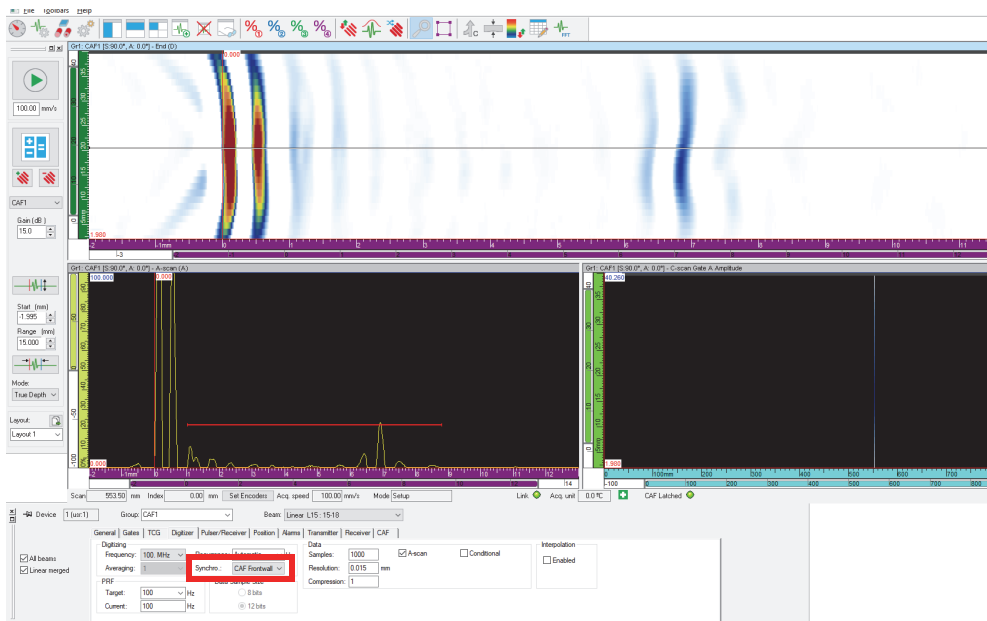 File Toolbars Help
Gr1: CAF1 [S:90.0°, A: 0.0°] - End (D)
0.000
1.980
100.00 mm/s
CAF1
Gain (dB )
15.0
Start (mm)
-1.995
Range (mm)
15.000
Mode:
True Depth
Layout:
Layout 1
Gr1: CAF1 [S:90.0°, A: 0.0°] - A-scan (A)
100.000
0.000
0.000
Gr1: CAF1 [S:90.0°, A: 0.0°] - C-scan Gate A Amplitude
40.260
1.980
Scan 553.50 mm Index 0.00 mm Set Encoders Acq. speed 100.00 mm/s Mode Setup Link Acq. unit 0.0 °C CAF Latched
Device 1 (usr:1) Group: CAF1 Beam: Linear L15 : 15-18
General Gates TCG Digitizer Pulser/Receiver Position Alarms Transmitter Receiver CAF
All beams
Linear merged
Digitizing
Frequency: 100. MHz
Averaging: 1
Synchro.: CAF Frontwall
PRF
Target: 100 Hz
Current: 100 Hz
Data Sample Size
8 bits
12 bits
Data
Samples: 1000 A-scan Conditional
Resolution: 0.015 mm
Compression: 1
Interpolation
Enabled